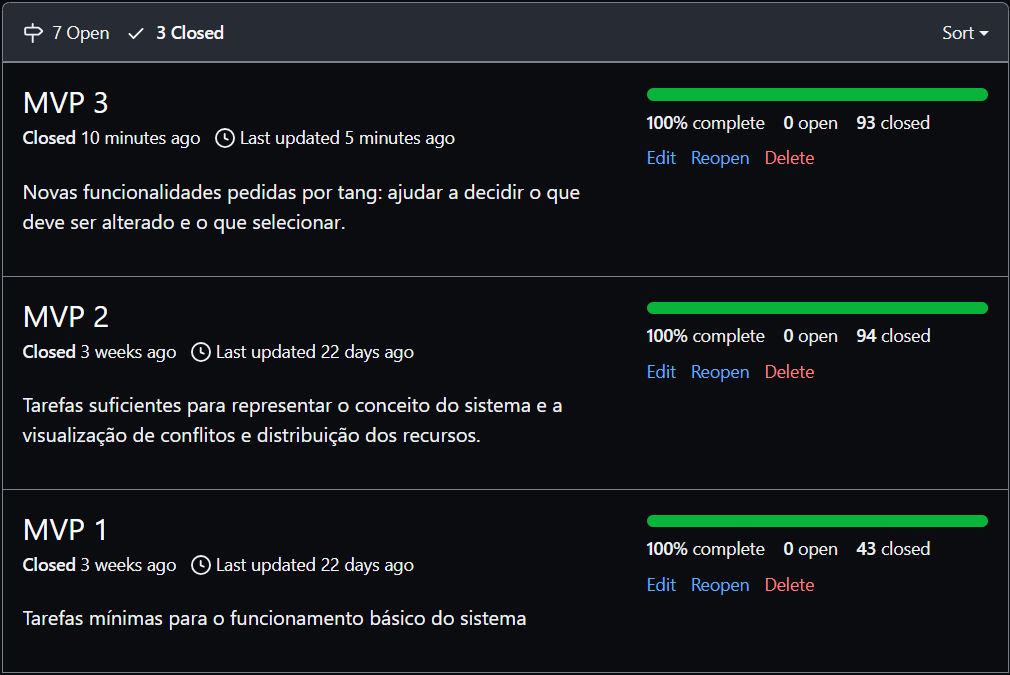 7 Open 3 Closed Sort
MVP 3
Closed 10 minutes ago Last updated 5 minutes ago
Novas funcionalidades pedidas por tang: ajudar a decidir o que
deve ser alterado e o que selecionar.
100% complete 0 open 93 closed
Edit Reopen Delete
MVP 2
Closed 3 weeks ago Last updated 22 days ago
Tarefas suficientes para representar o conceito do sistema e a
visualização de conflitos e distribuição dos recursos.
100% complete 0 open 94 closed
Edit Reopen Delete
MVP 1
Closed 3 weeks ago Last updated 22 days ago
Tarefas mínimas para o funcionamento básico do sistema
100% complete 0 open 43 closed
Edit Reopen Delete